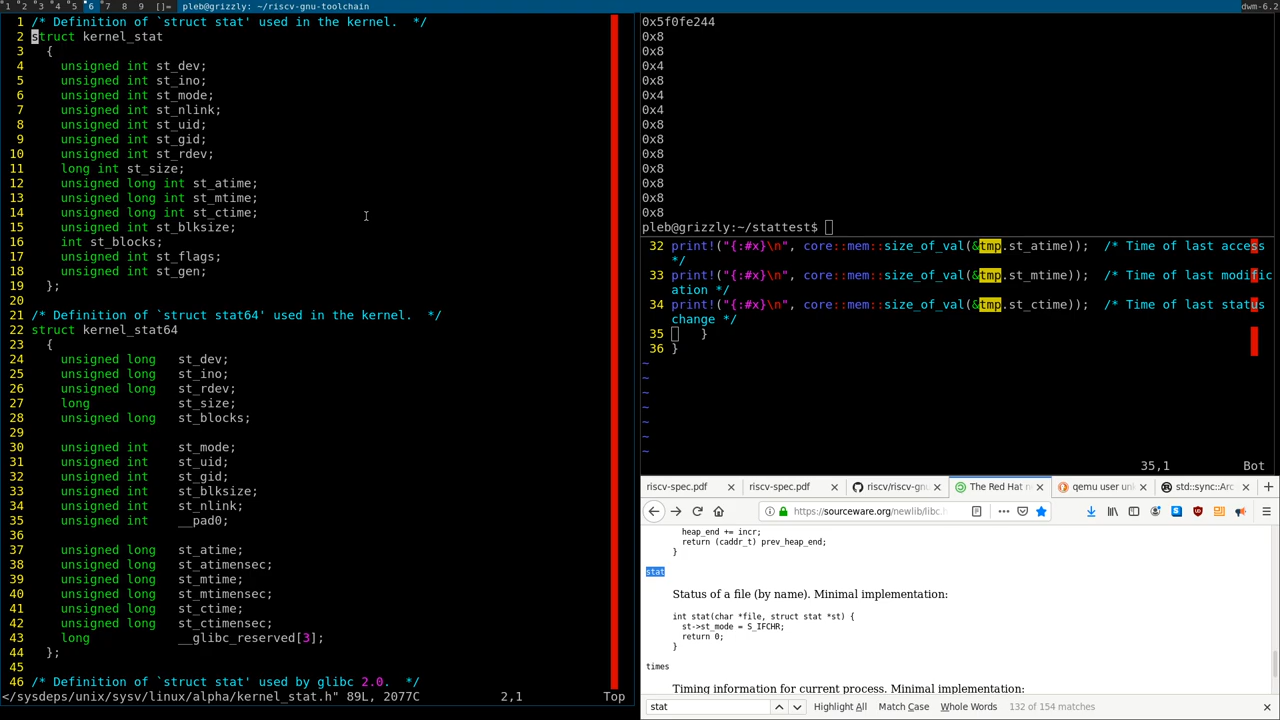 1 2 3 4 5 6 7 8 9 []= pleb@grizzly: ~/riscv-gnu-toolchain dwm-6.2
1 /* Definition of `struct stat' used in the kernel.  */
2 struct kernel_stat
3   {
4     unsigned int st_dev;
5     unsigned int st_ino;
6     unsigned int st_mode;
7     unsigned int st_nlink;
8     unsigned int st_uid;
9     unsigned int st_gid;
10     unsigned int st_rdev;
11     long int st_size;
12     unsigned long int st_atime;
13     unsigned long int st_mtime;
14     unsigned long int st_ctime;
15     unsigned int st_blksize;
16     int st_blocks;
17     unsigned int st_flags;
18     unsigned int st_gen;
19   };
20
21 /* Definition of `struct stat64' used in the kernel.  */
22 struct kernel_stat64
23   {
24     unsigned long   st_dev;
25     unsigned long   st_ino;
26     unsigned long   st_rdev;
27     long            st_size;
28     unsigned long   st_blocks;
29
30     unsigned int    st_mode;
31     unsigned int    st_uid;
32     unsigned int    st_gid;
33     unsigned int    st_blksize;
34     unsigned int    st_nlink;
35     unsigned int    __pad0;
36
37     unsigned long   st_atime;
38     unsigned long   st_atimensec;
39     unsigned long   st_mtime;
40     unsigned long   st_mtimensec;
41     unsigned long   st_ctime;
42     unsigned long   st_ctimensec;
43     long            __glibc_reserved[3];
44   };
45
46 /* Definition of `struct stat' used by glibc 2.0.  */
</sysdeps/unix/sysv/linux/alpha/kernel_stat.h" 89L, 2077C 2,1 Top
0x5f0fe244
0x8
0x8
0x4
0x8
0x4
0x4
0x8
0x8
0x8
0x8
0x8
0x8
0x8
pleb@grizzly:~/stattest$
32 print!("{:#x}\n", core::mem::size_of_val(&tmp.st_atime));  /* Time of last access
*/
33 print!("{:#x}\n", core::mem::size_of_val(&tmp.st_mtime));  /* Time of last modific
ation */
34 print!("{:#x}\n", core::mem::size_of_val(&tmp.st_ctime));  /* Time of last status
change */
35     }
36 }
~
~
~
~
~
~
~
35,1 Bot
riscv-spec.pdf riscv-spec.pdf riscv/riscv-gn The Red Hat n qemu user un std::sync::Arc
https://sourceware.org/newlib/libc.h
heap_end += incr;
return (caddr_t) prev_heap_end;
}
stat
Status of a file (by name). Minimal implementation:
int stat(char *file, struct stat *st) {
  st->st_mode = S_IFCHR;
  return 0;
}
times
Timing information for current process. Minimal implementation:
stat Highlight All Match Case Whole Words 132 of 154 matches